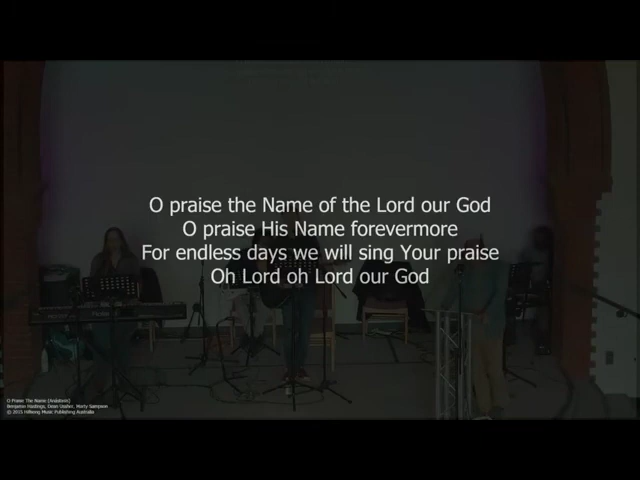 O praise the Name of the Lord our God
O praise His Name forevermore
For endless days we will sing Your praise
Oh Lord oh Lord our God
O Praise The Name (Anástasis)
Benjamin Hastings, Dean Ussher, Marty Sampson
© 2015 Hillsong Music Publishing Australia